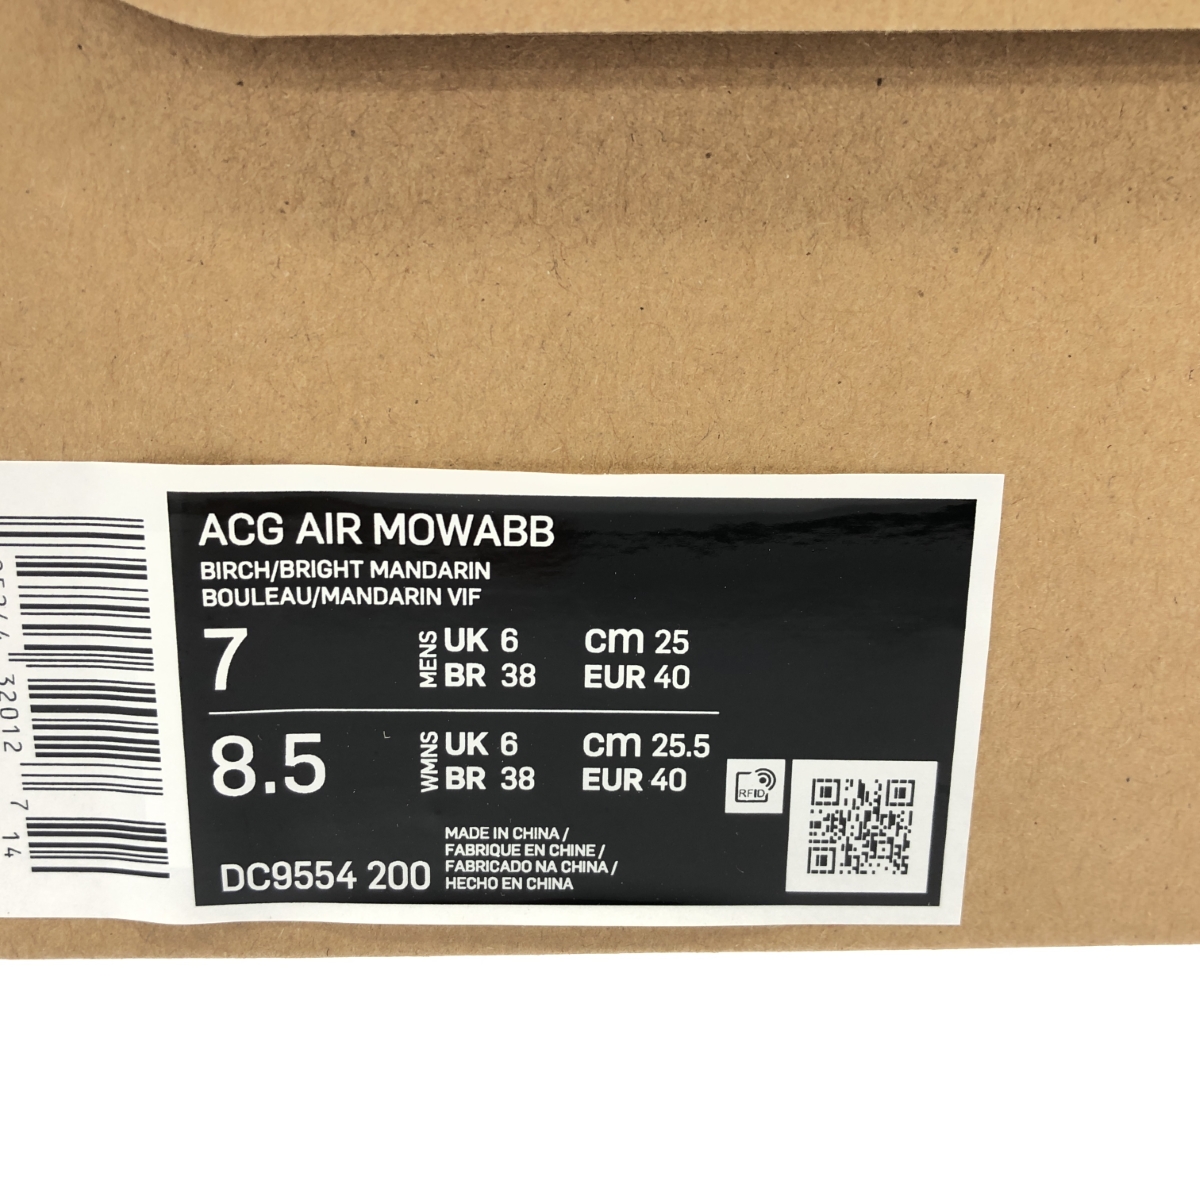 ACG AIR MOWABB
BIRCH/BRIGHT MANDARIN
BOULEAU/MANDARIN VIF
7 MENS UK 6 cm 25
BR 38 EUR 40
8.5 WMNS UK 6 cm 25.5
BR 38 EUR 40
RFID
DC9554 200
MADE IN CHINA /
FABRIQUE EN CHINE /
FABRICADO NA CHINA /
HECHO EN CHINA
32012 7 14